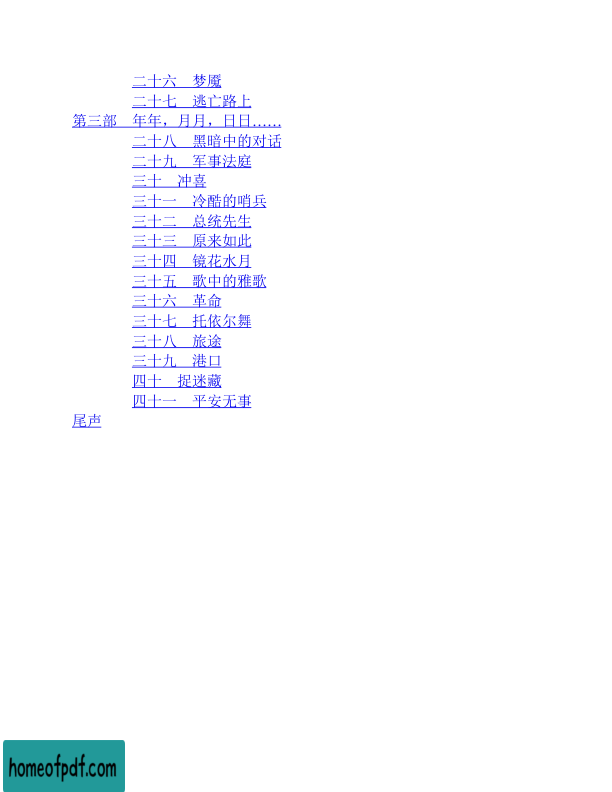 二十六　梦魇
二十七　逃亡路上
第三部　年年，月月，日日……
二十八　黑暗中的对话
二十九　军事法庭
三十　冲喜
三十一　冷酷的哨兵
三十二　总统先生
三十三　原来如此
三十四　镜花水月
三十五　歌中的雅歌
三十六　革命
三十七　托依尔舞
三十八　旅途
三十九　港口
四十　捉迷藏
四十一　平安无事
尾声
homeofpdf.com